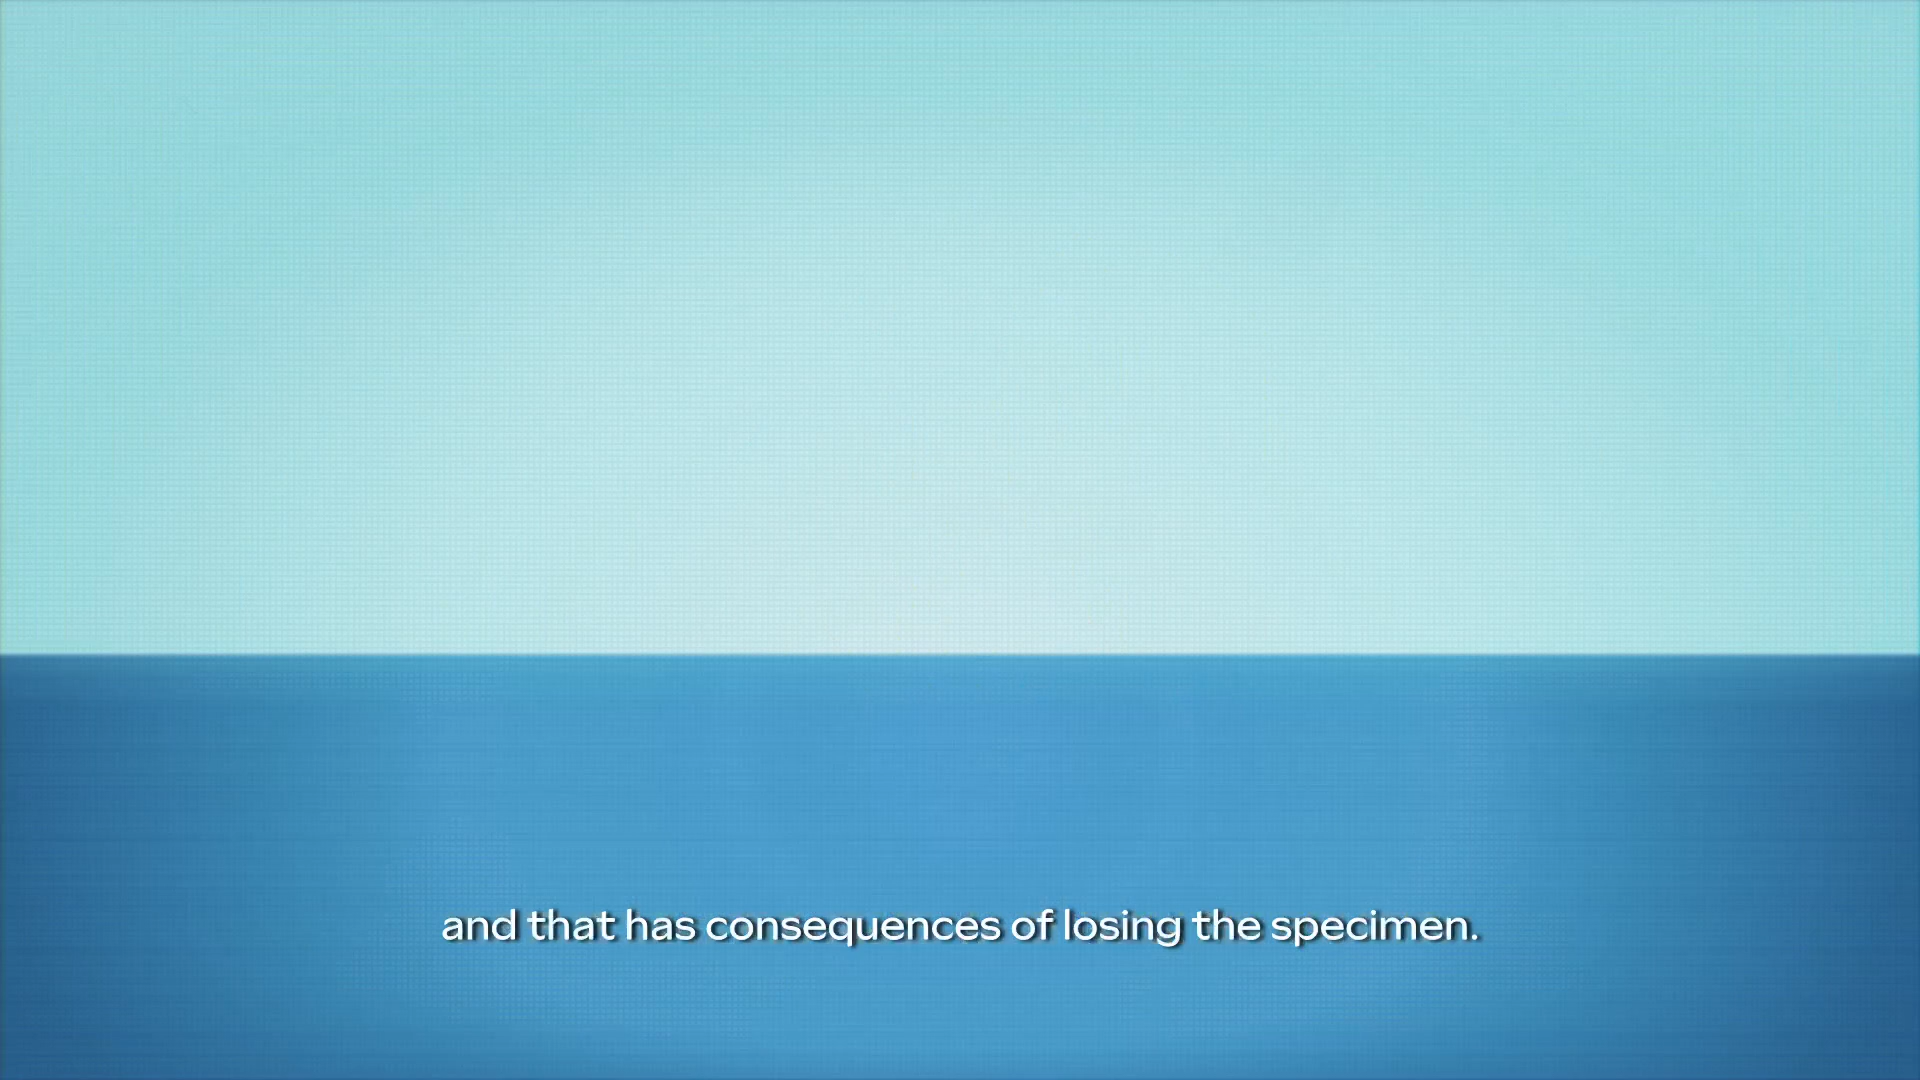 and that has consequences of losing the specimen.